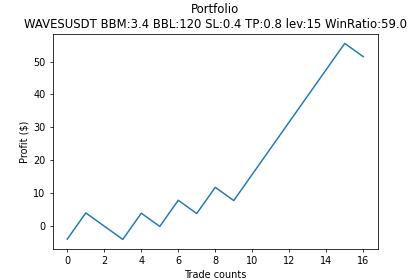 Portfolio
WAVESUSDT BBM:3.4 BBL:120 SL:0.4 TP:0.8 lev:15 WinRatio:59.0
Profit ($)
50
40
30
20
10
0
0 2 4 6 8 10 12 14 16
Trade counts